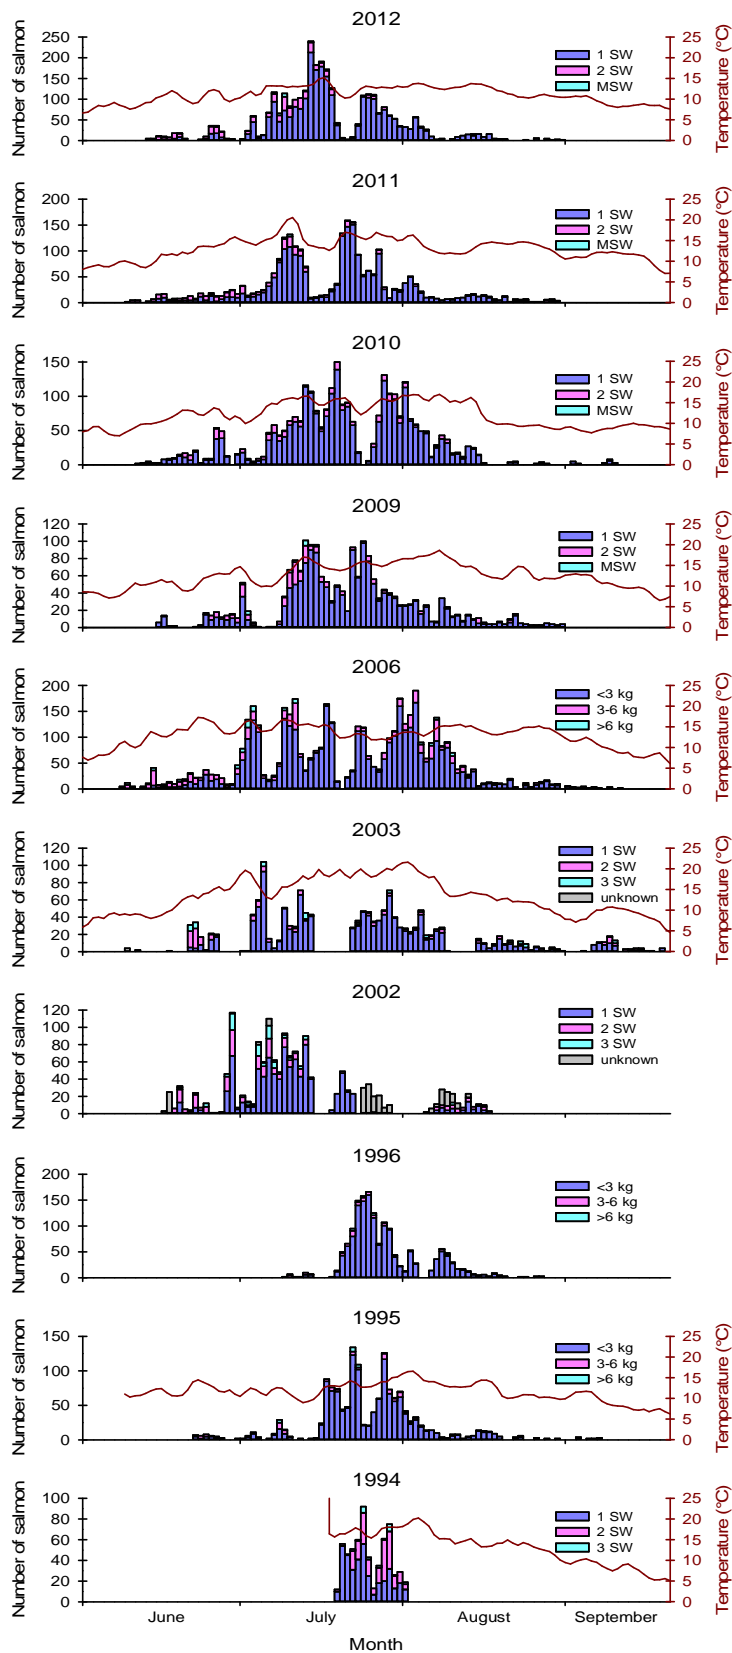 2012
Number of salmon
250
200
150
100
50
0
1 SW
2 SW
MSW
25
20
15
10
5
0
Temperature (°C)
2011
Number of salmon
200
150
100
50
0
1 SW
2 SW
MSW
25
20
15
10
5
0
Temperature (°C)
2010
Number of salmon
150
100
50
0
1 SW
2 SW
MSW
25
20
15
10
5
0
Temperature (°C)
2009
Number of salmon
120
100
80
60
40
20
0
1 SW
2 SW
MSW
25
20
15
10
5
0
Temperature (°C)
2006
Number of salmon
200
150
100
50
0
<3 kg
3-6 kg
>6 kg
25
20
15
10
5
0
Temperature (°C)
2003
Number of salmon
120
100
80
60
40
20
0
1 SW
2 SW
3 SW
unknown
25
20
15
10
5
0
Temperature (°C)
2002
Number of salmon
120
100
80
60
40
20
0
1 SW
2 SW
3 SW
unknown
1996
Number of salmon
200
150
100
50
0
<3 kg
3-6 kg
>6 kg
1995
Number of salmon
150
100
50
0
<3 kg
3-6 kg
>6 kg
25
20
15
10
5
0
Temperature (°C)
1994
Number of salmon
100
80
60
40
20
0
1 SW
2 SW
3 SW
25
20
15
10
5
0
Temperature (°C)
June July August September
Month